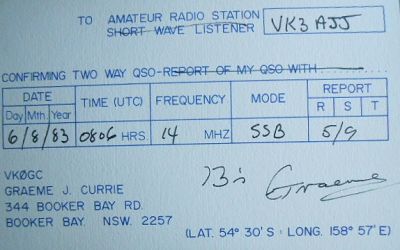 TO AMATEUR RADIO STATION VK3AJJ
SHORT WAVE LISTENER
CONFIRMING TWO WAY QSO-REPORT OF MY QSO WITH............
DATE TIME (UTC) FREQUENCY MODE REPORT
Day Mth. Year R S T
6/8/83 0806 HRS. 14 MHZ SSB 5/9
VKØGC
GRAEME J. CURRIE
344 BOOKER BAY RD.
BOOKER BAY, NSW. 2257
Graeme
(LAT. 54° 30'S : LONG. 158° 57'E)